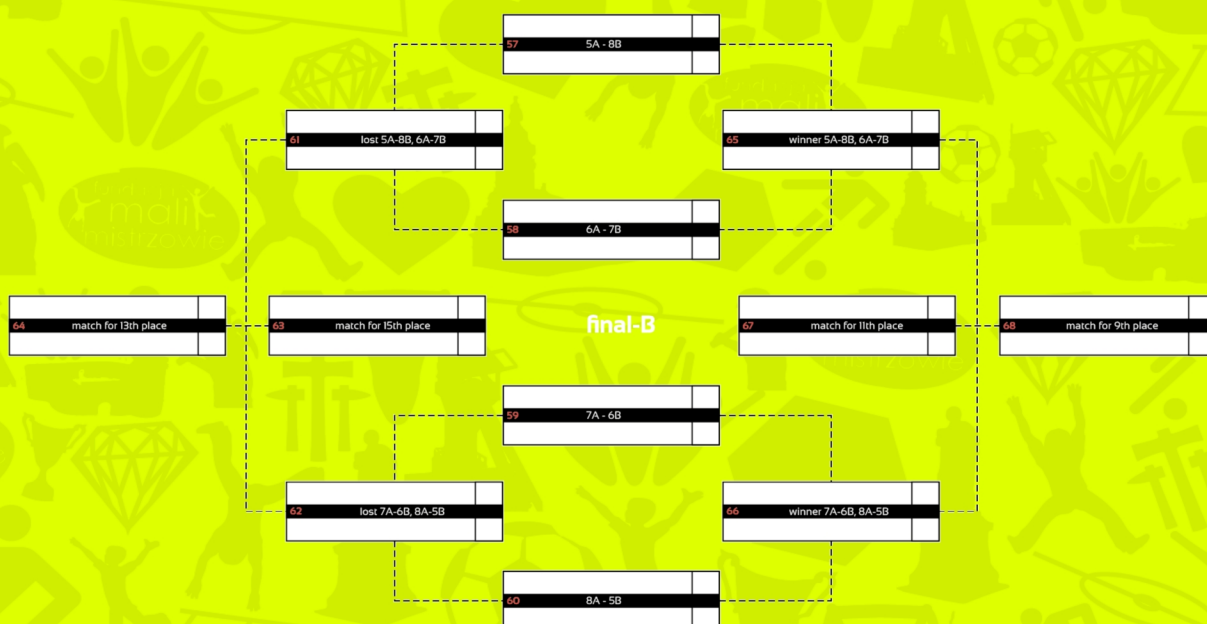 57 5A - 8B
61 lost 5A-8B, 6A-7B
65 winner 5A-8B, 6A-7B
58 6A - 7B
mali
mistrzowie
64 match for 13th place
63 match for 15th place
final-B
67 match for 11th place
68 match for 9th place
59 7A - 6B
62 lost 7A-6B, 8A-5B
66 winner 7A-6B, 8A-5B
60 8A - 5B